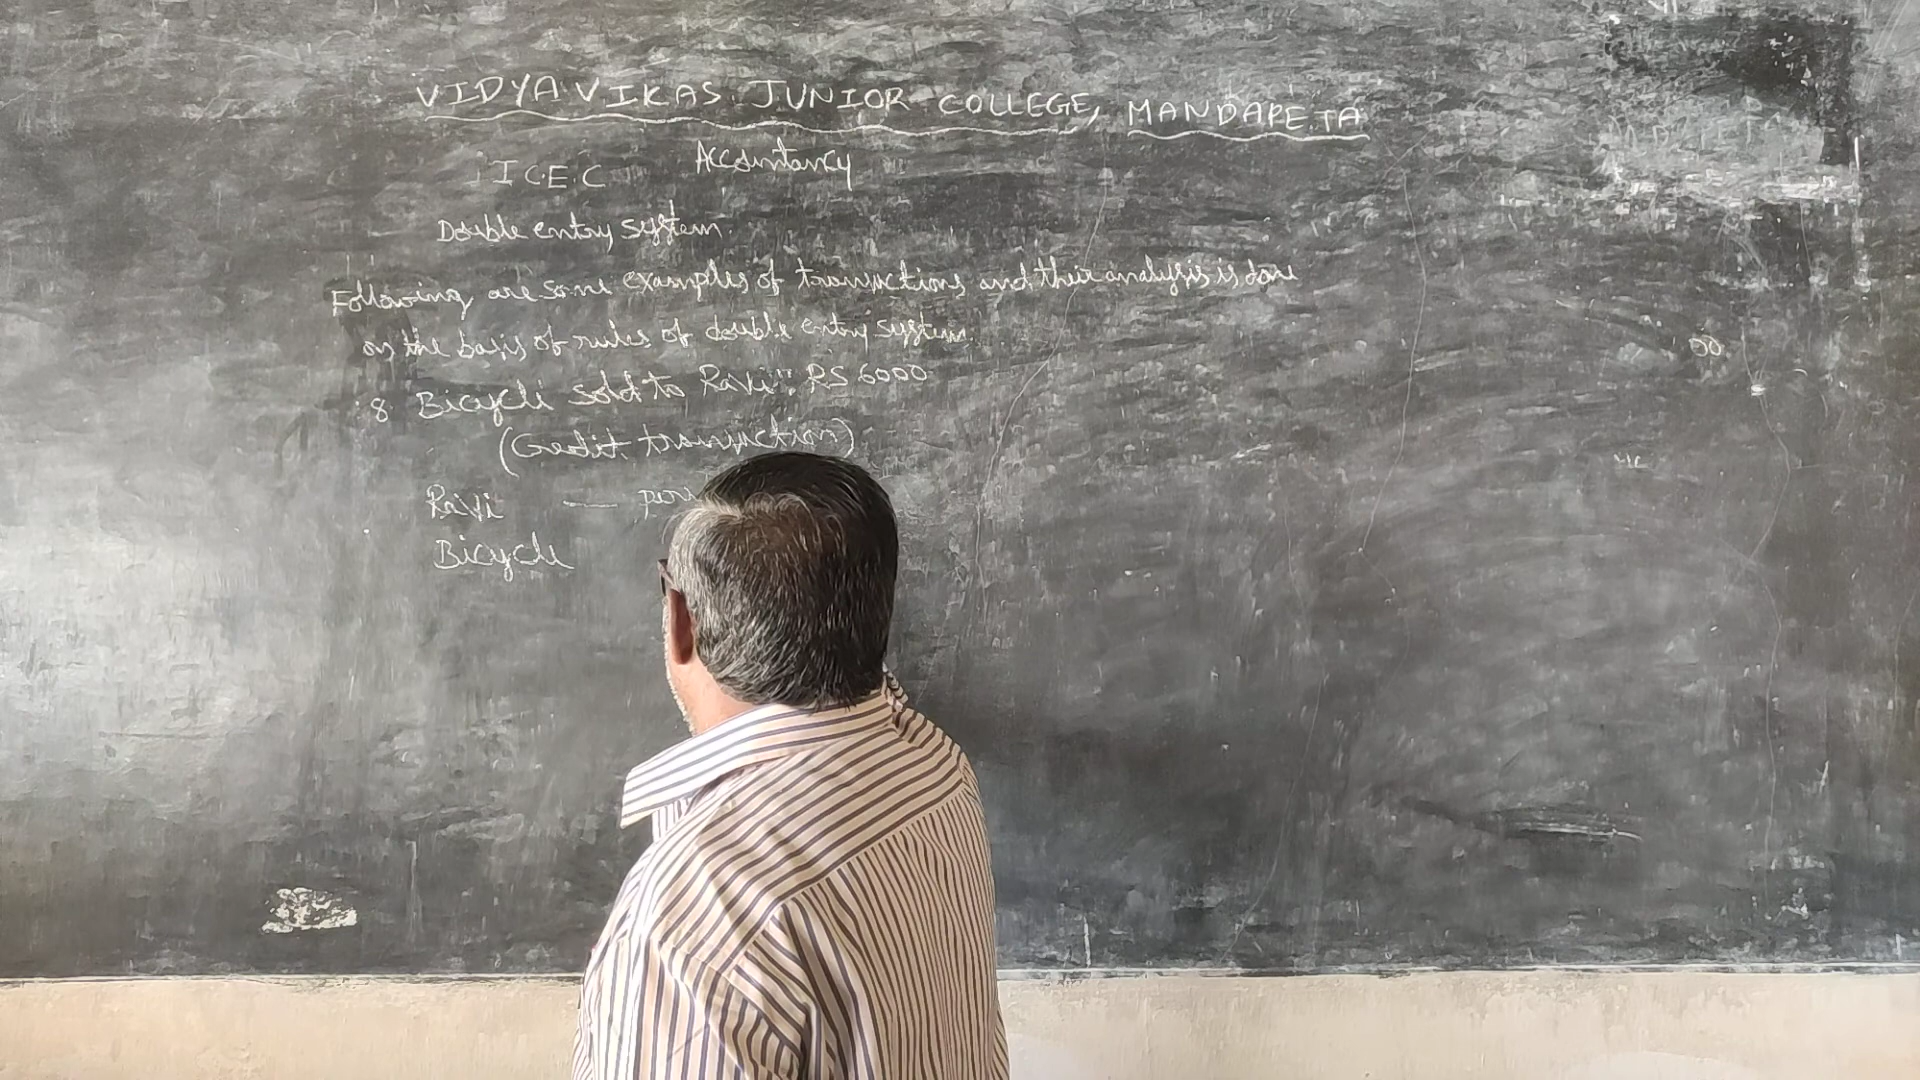 VIDYA VIKAS JUNIOR COLLEGE, MANDAPETA
I C.E.C Accountancy
Double entry system.
Following are some examples of transactions and their analysis is done
on the basis of rules of double entry system.
8 Bicycli sold to Ravi RS 6000
(Credit transaction)
Ravi —
Bicycle